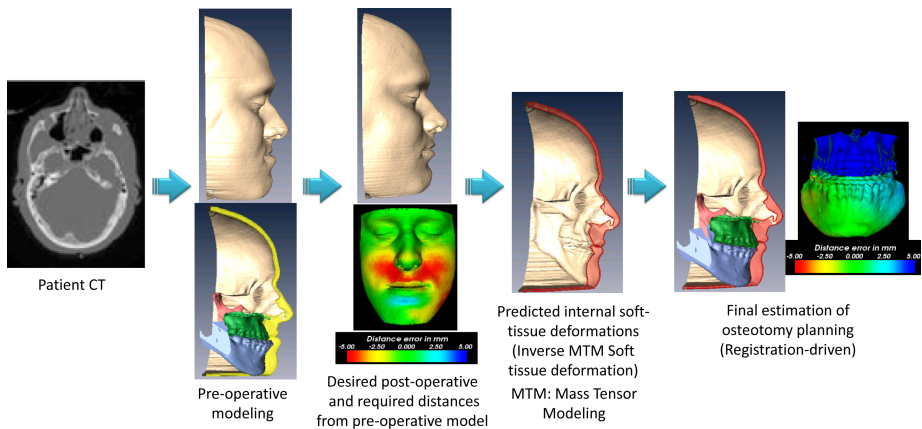 Patient CT
Pre-operative
modeling
Distance error in mm
-5.00 -2.50 0.00 2.50 5.00
Desired post-operative
and required distances
from pre-operative model
Predicted internal soft-
tissue deformations
(Inverse MTM Soft
tissue deformation)
MTM: Mass Tensor
Modeling
Distance error in mm
-5.00 -2.50 0.00 2.50 5.00
Final estimation of
osteotomy planning
(Registration-driven)